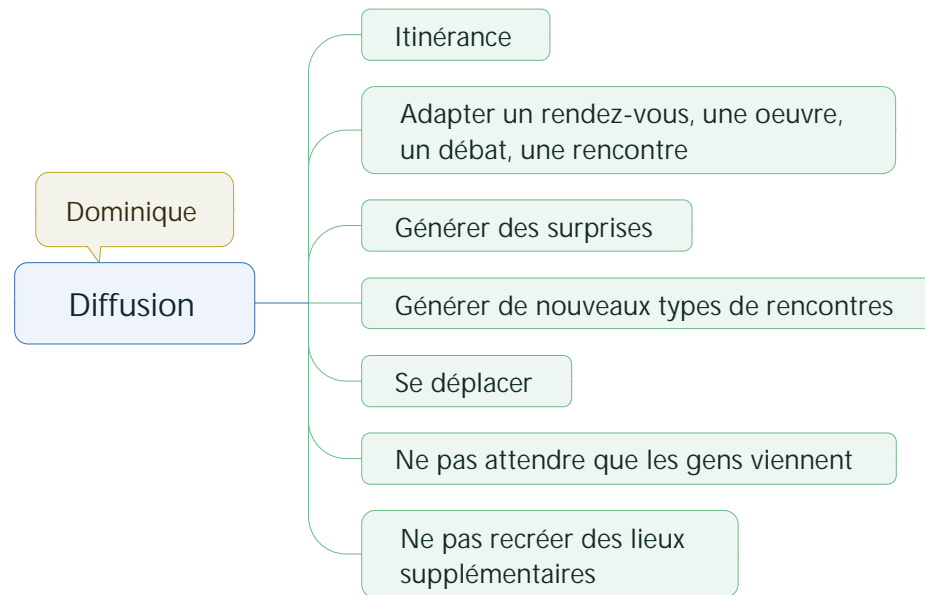 Itinérance
Adapter un rendez-vous, une oeuvre,
un débat, une rencontre
Dominique
Générer des surprises
Diffusion
Générer de nouveaux types de rencontres
Se déplacer
Ne pas attendre que les gens viennent
Ne pas recréer des lieux
supplémentaires